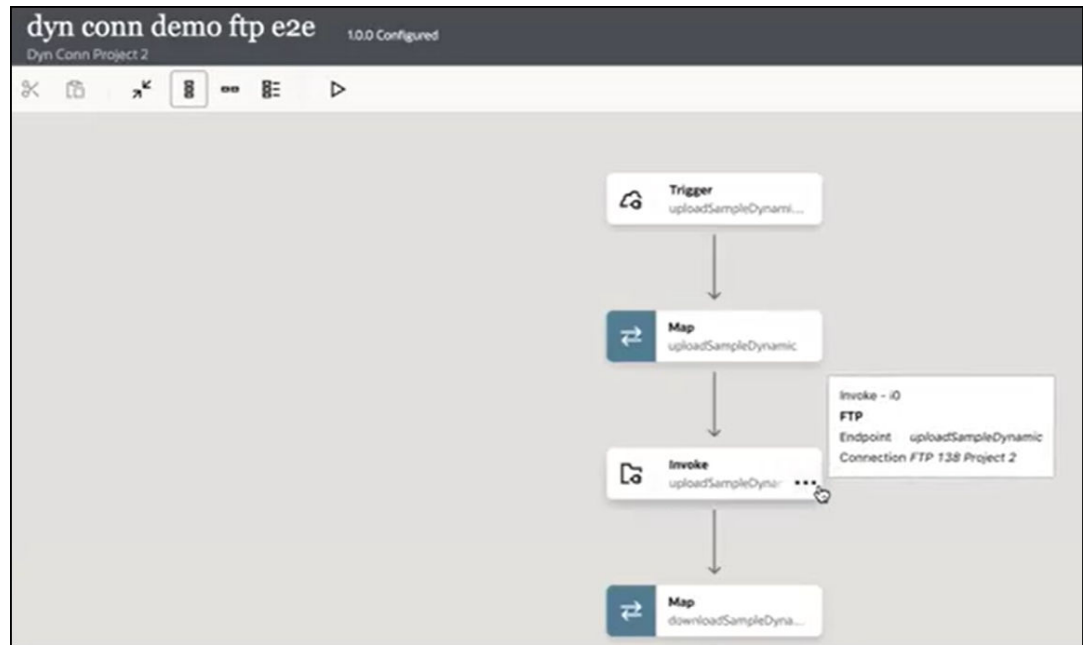 dyn conn demo ftp e2e 1.0.0 Configured
Dyn Conn Project 2
Trigger
uploadSampleDynami...
Map
uploadSampleDynamic
Invoke - i0
FTP
Endpoint uploadSampleDynamic
Connection FTP 138 Project 2
Invoke
uploadSampleDynar
Map
downloadSampleDyna...